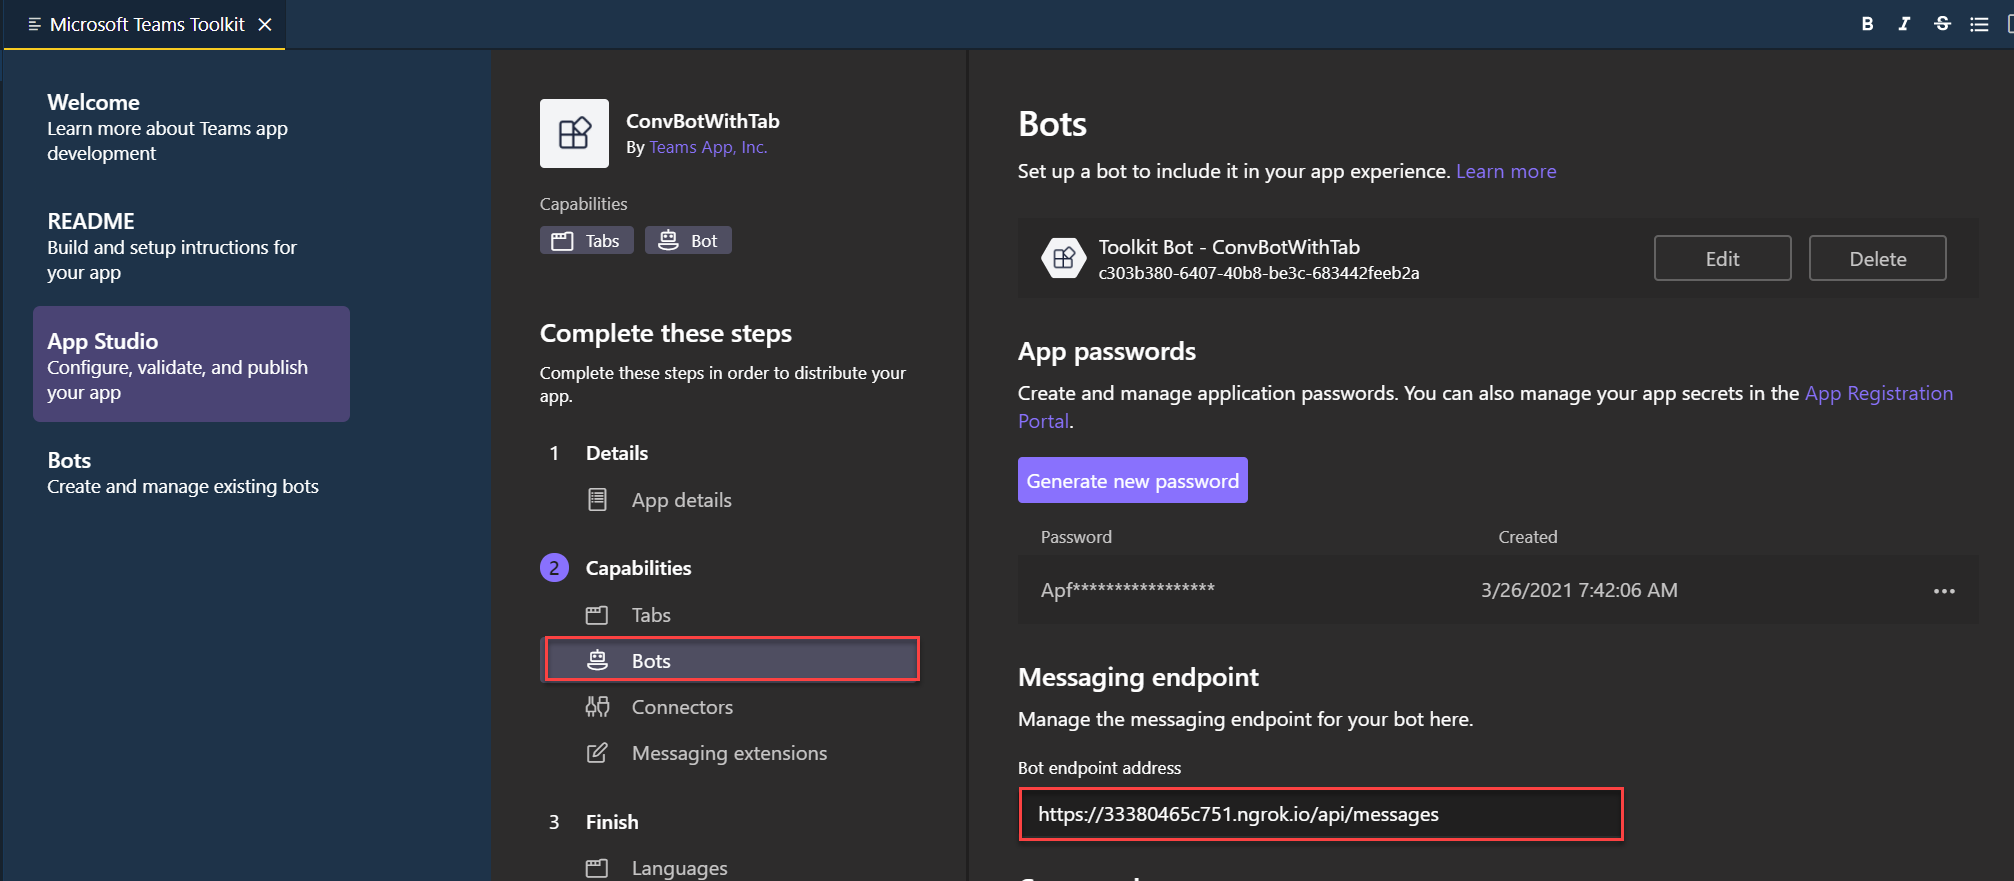 Microsoft Teams Toolkit
B I S
Welcome
Learn more about Teams app
development
README
Build and setup intructions for
your app
App Studio
Configure, validate, and publish
your app
Bots
Create and manage existing bots
ConvBotWithTab
By Teams App, Inc.
Capabilities
Tabs Bot
Complete these steps
Complete these steps in order to distribute your
app.
1 Details
App details
2 Capabilities
Tabs
Bots
Connectors
Messaging extensions
3 Finish
Languages
Bots
Set up a bot to include it in your app experience. Learn more
Toolkit Bot - ConvBotWithTab
c303b380-6407-40b8-be3c-683442feeb2a
Edit Delete
App passwords
Create and manage application passwords. You can also manage your app secrets in the App Registration
Portal.
Generate new password
Password Created
Apf***************** 3/26/2021 7:42:06 AM
Messaging endpoint
Manage the messaging endpoint for your bot here.
Bot endpoint address
https://33380465c751.ngrok.io/api/messages